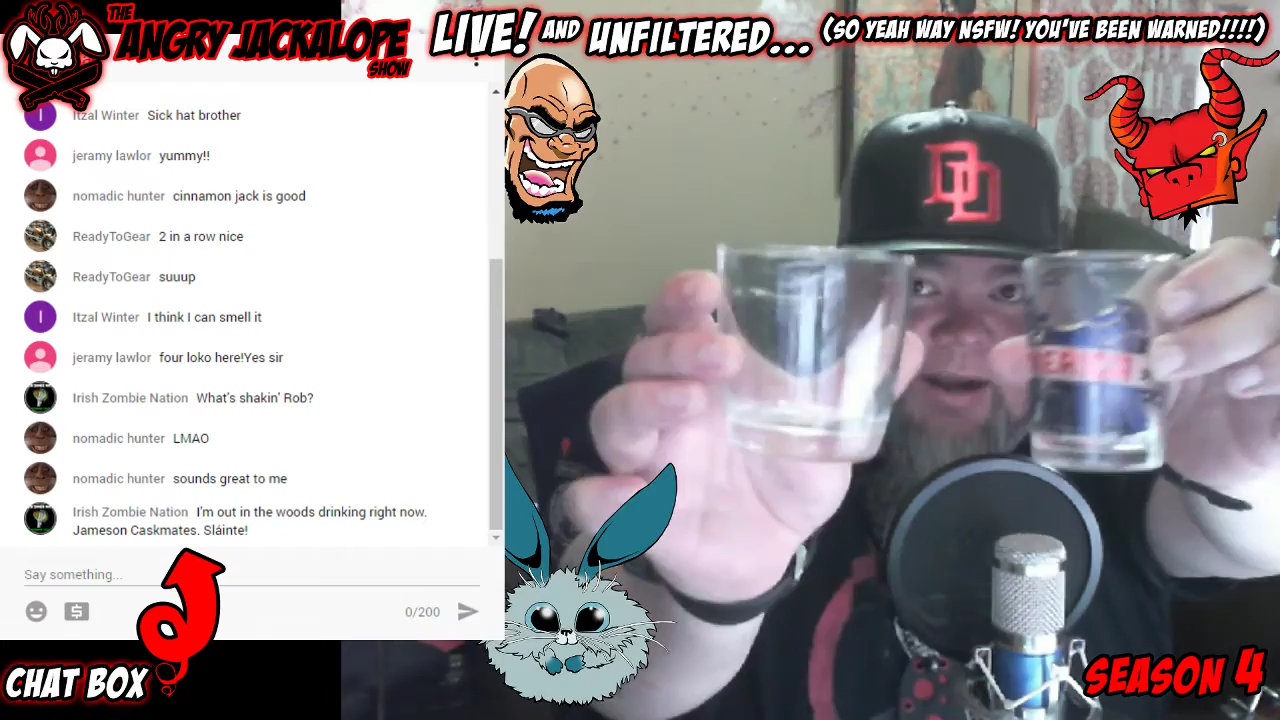 THE
ANGRY JACKALOPE
SHOW
LIVE! AND UNFILTERED... (SO YEAH WAY NSFW! YOU'VE BEEN WARNED!!!!)
Itzal Winter Sick hat brother
jeramy lawlor yummy!!
nomadic hunter cinnamon jack is good
ReadyToGear 2 in a row nice
ReadyToGear suuup
Itzal Winter I think I can smell it
jeramy lawlor four loko here!Yes sir
Irish Zombie Nation What's shakin' Rob?
nomadic hunter LMAO
nomadic hunter sounds great to me
Irish Zombie Nation I'm out in the woods drinking right now.
Jameson Caskmates. Sláinte!
Say something...
0/200
CHAT BOX
SEASON 4